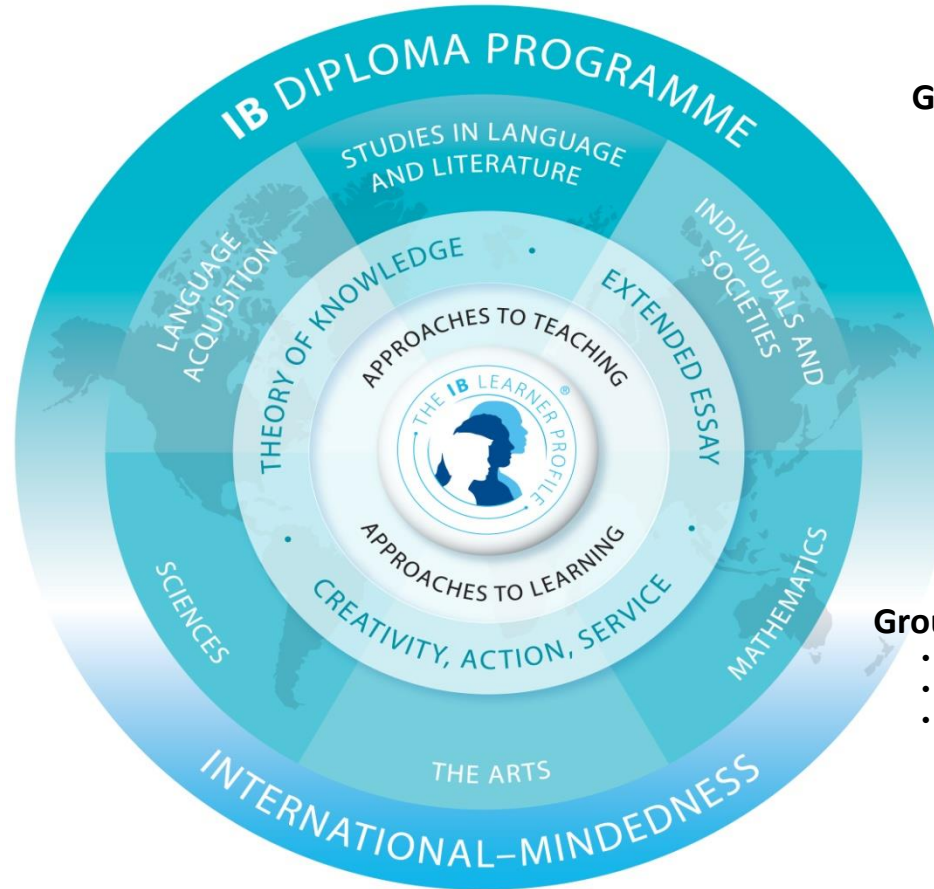 IB DIPLOMA PROGRAMME
STUDIES IN LANGUAGE
AND LITERATURE
LANGUAGE
ACQUISITION
INDIVIDUALS AND
SOCIETIES
THEORY OF KNOWLEDGE
EXTENDED ESSAY
APPROACHES TO TEACHING
THE IB LEARNER PROFILE®
APPROACHES TO LEARNING
CREATIVITY, ACTION, SERVICE
SCIENCES
MATHEMATICS
THE ARTS
INTERNATIONAL–MINDEDNESS
G
Grou
•
•
•